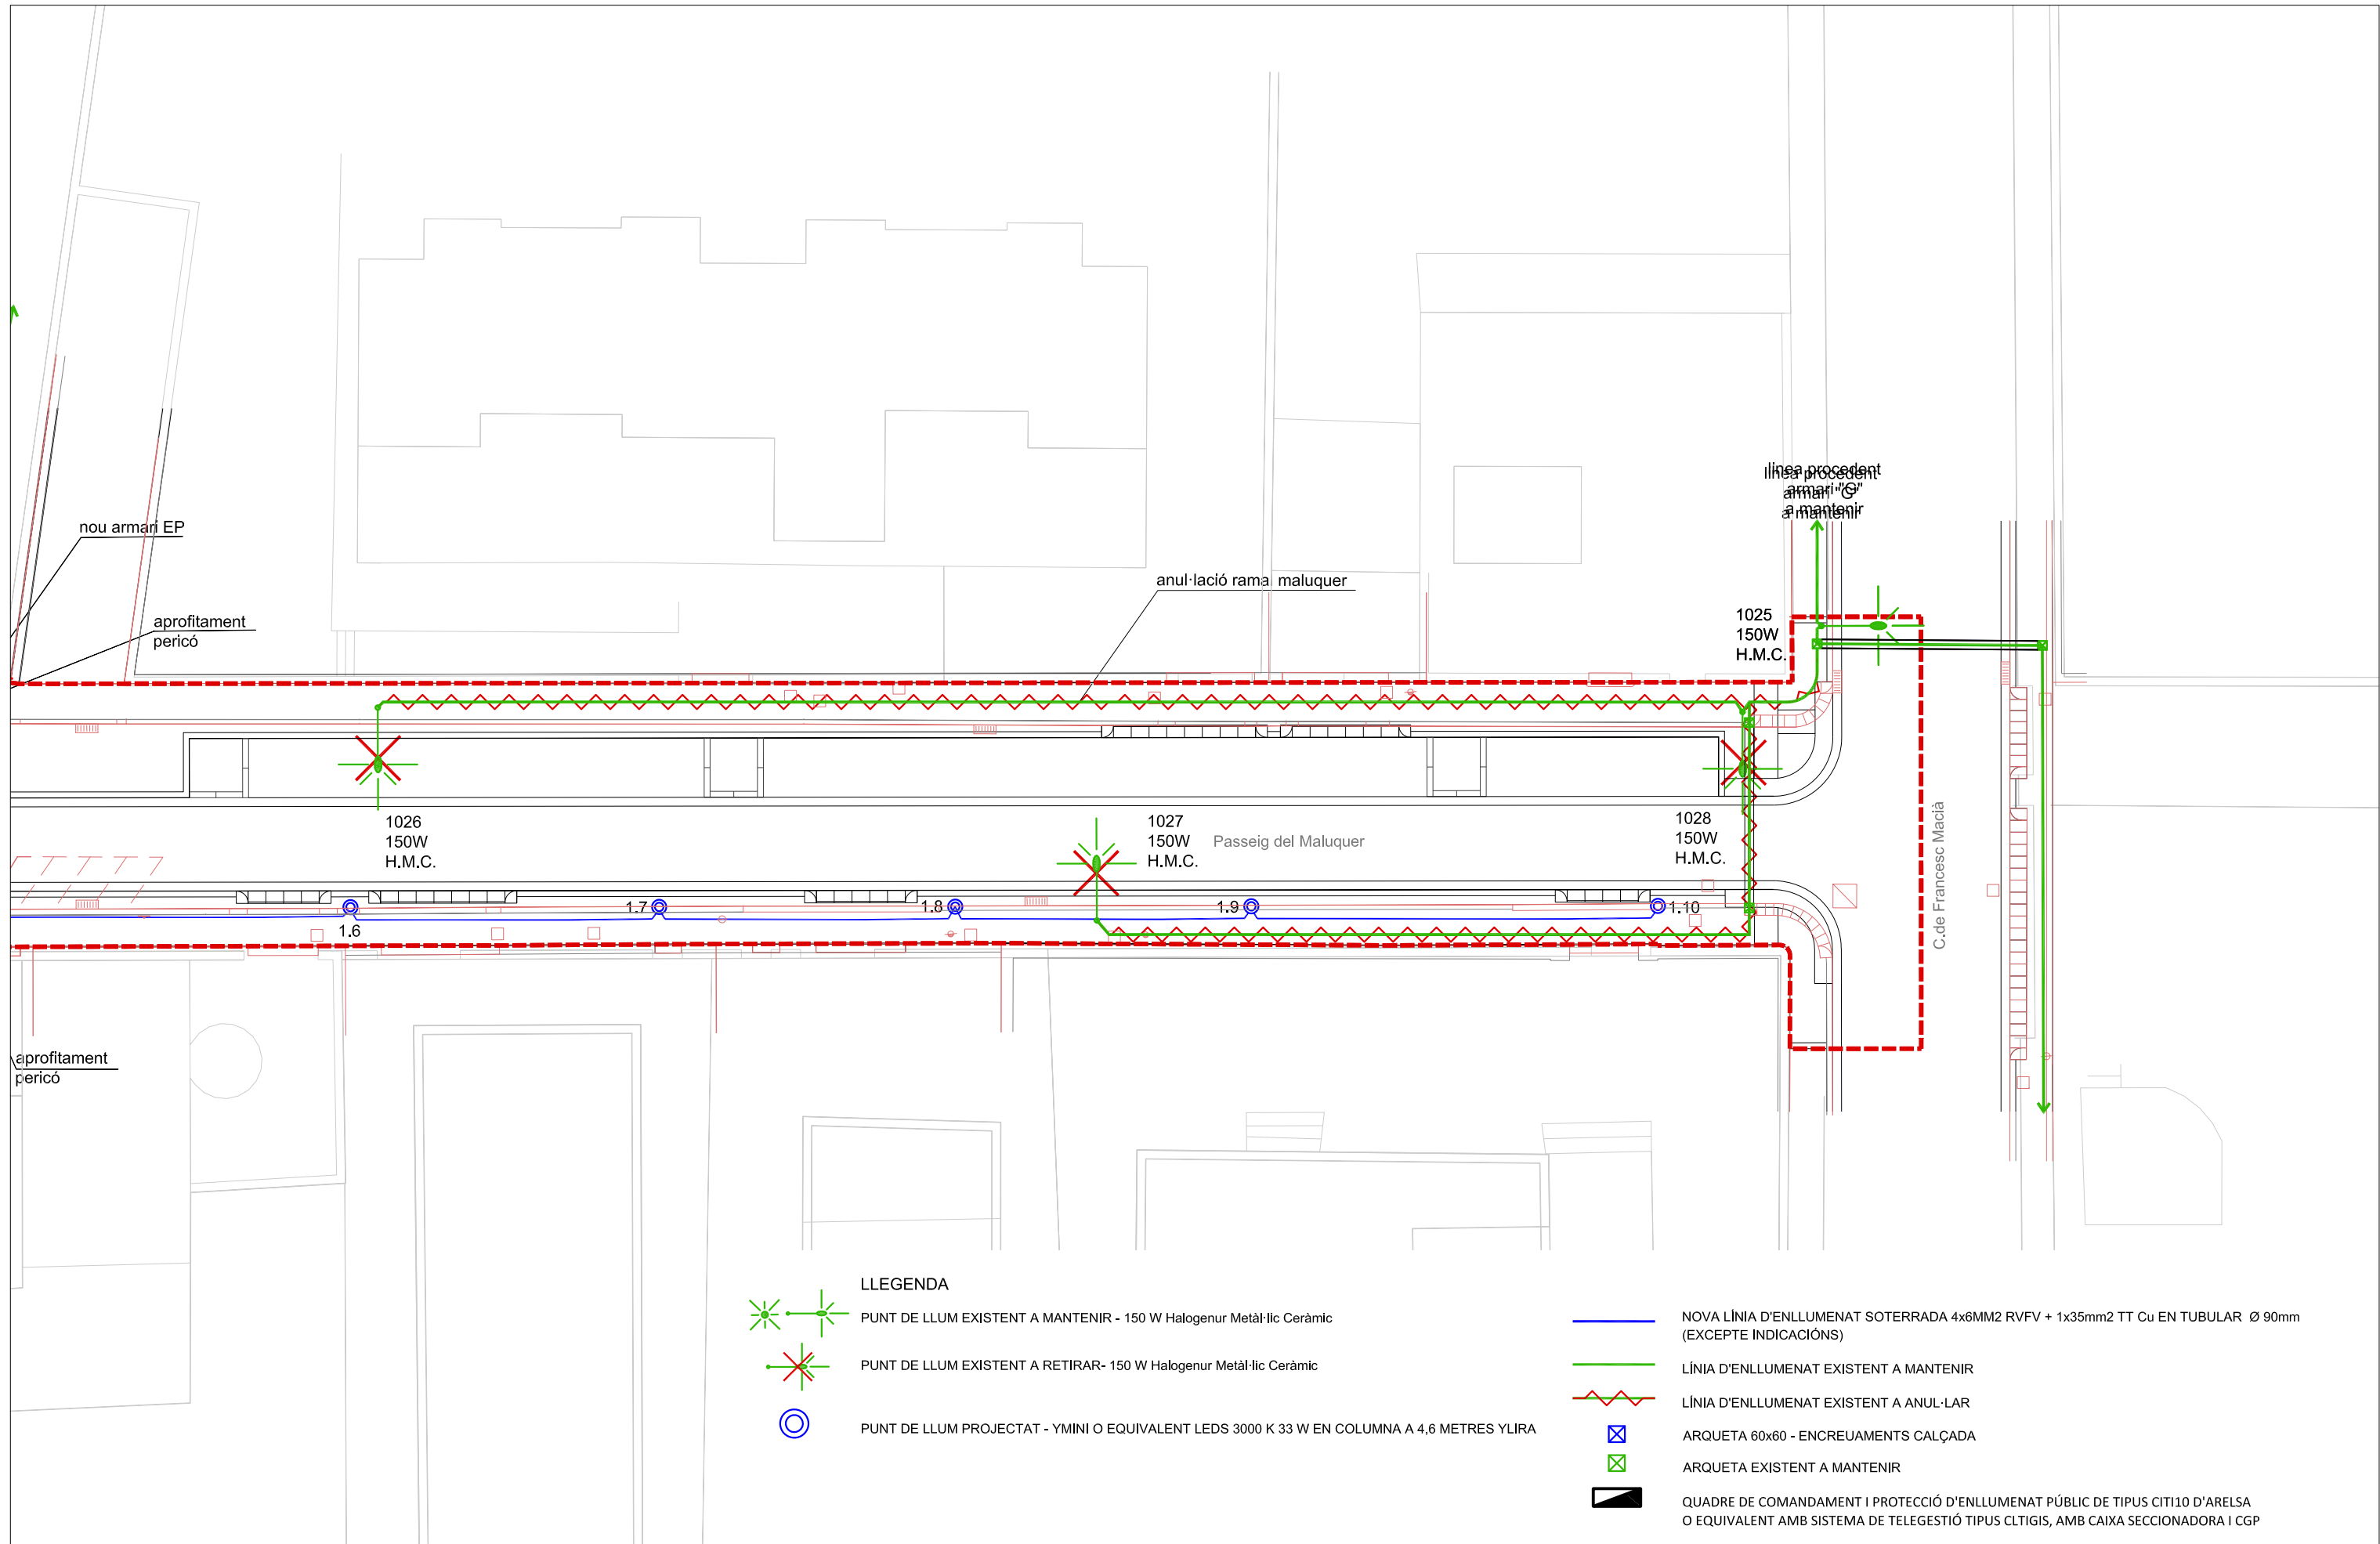 línea procedent
línea procedent
armari "G"
armari "G"
a mantenir
a mantenir
nou armari EP
anul·lació ramal maluquer
aprofitament
pericó
1025
150W
H.M.C.
1026
150W
H.M.C.
1027
150W
H.M.C.
Passeig del Maluquer
1028
150W
H.M.C.
C.de Francesc Macià
1.6
1.7
1.8
1.9
1.10
aprofitament
pericó
LLEGENDA
PUNT DE LLUM EXISTENT A MANTENIR - 150 W Halogenur Metàl·lic Ceràmic
PUNT DE LLUM EXISTENT A RETIRAR- 150 W Halogenur Metàl·lic Ceràmic
PUNT DE LLUM PROJECTAT - YMINI O EQUIVALENT LEDS 3000 K 33 W EN COLUMNA A 4,6 METRES YLIRA
NOVA LÍNIA D'ENLLUMENAT SOTERRADA 4x6MM2 RVFV + 1x35mm2 TT Cu EN TUBULAR Ø 90mm
(EXCEPTE INDICACIÓNS)
LÍNIA D'ENLLUMENAT EXISTENT A MANTENIR
LÍNIA D'ENLLUMENAT EXISTENT A ANUL·LAR
ARQUETA 60x60 - ENCREUAMENTS CALÇADA
ARQUETA EXISTENT A MANTENIR
QUADRE DE COMANDAMENT I PROTECCIÓ D'ENLLUMENAT PÚBLIC DE TIPUS CITI10 D'ARELSA
O EQUIVALENT AMB SISTEMA DE TELEGESTIÓ TIPUS CLTIGIS, AMB CAIXA SECCIONADORA I CGP